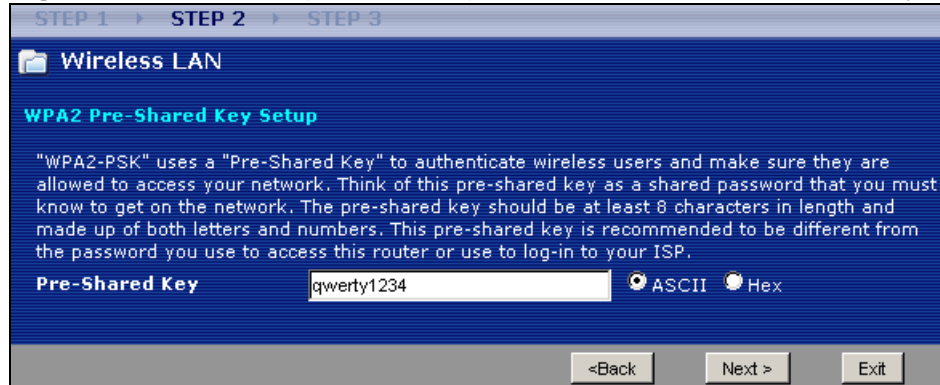 STEP 1 STEP 2 STEP 3
Wireless LAN
WPA2 Pre-Shared Key Setup
"WPA2-PSK" uses a "Pre-Shared Key" to authenticate wireless users and make sure they are
allowed to access your network. Think of this pre-shared key as a shared password that you must
know to get on the network. The pre-shared key should be at least 8 characters in length and
made up of both letters and numbers. This pre-shared key is recommended to be different from
the password you use to access this router or use to log-in to your ISP.
Pre-Shared Key qwerty1234 ASCII Hex
<Back Next > Exit